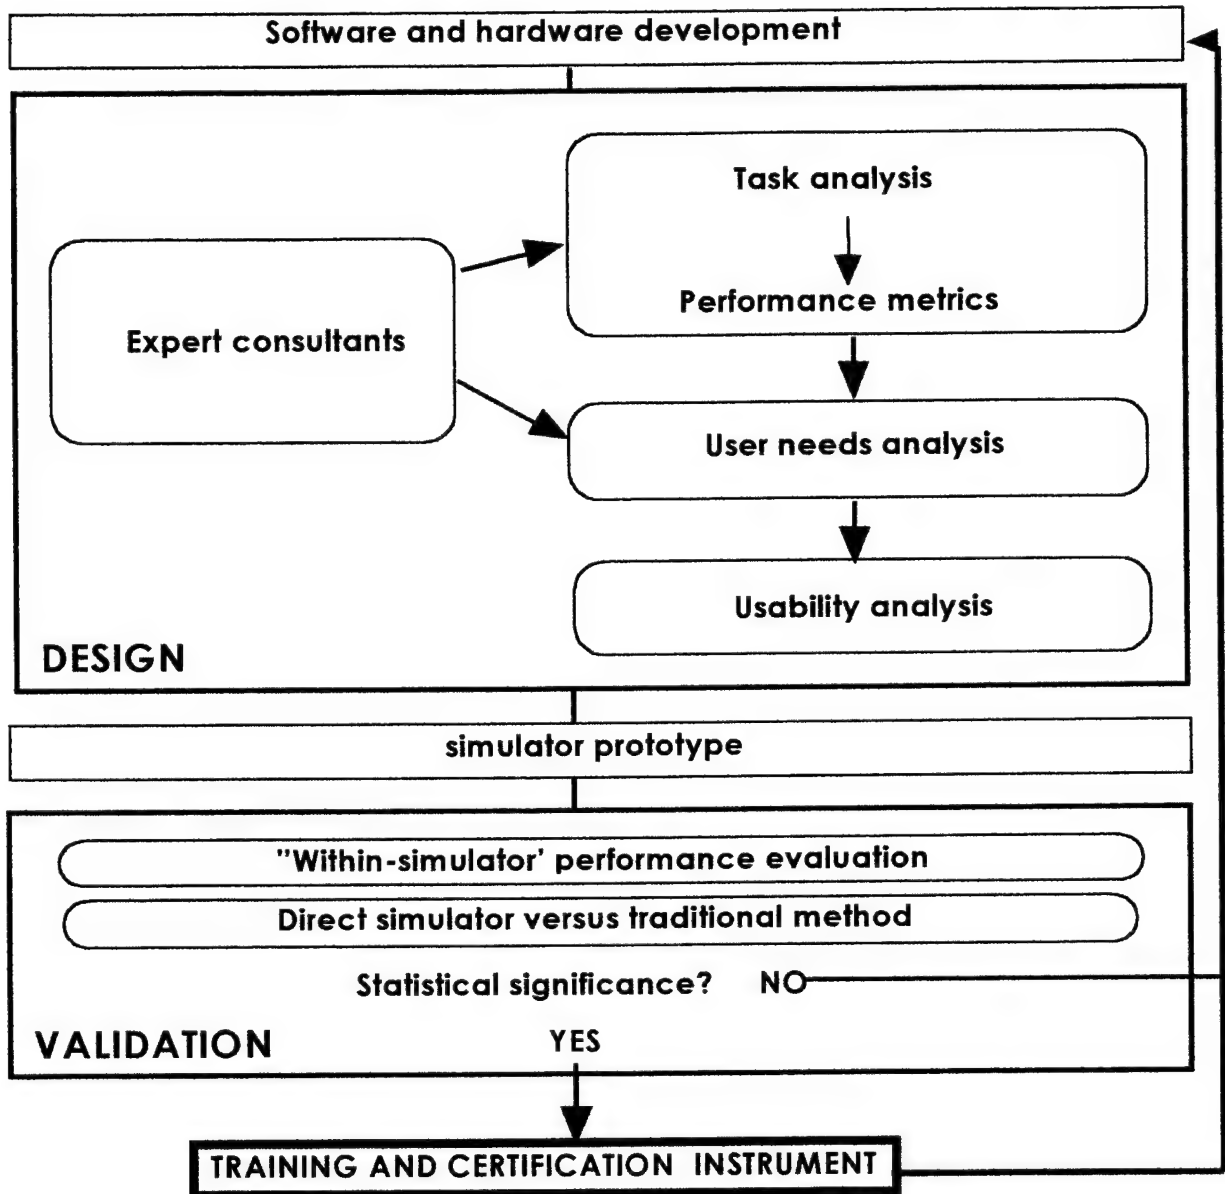 Software and hardware development
Task analysis
Performance metrics
Expert consultants
User needs analysis
Usability analysis
DESIGN
simulator prototype
"Within-simulator' performance evaluation
Direct simulator versus traditional method
Statistical significance? NO
VALIDATION YES
TRAINING AND CERTIFICATION INSTRUMENT